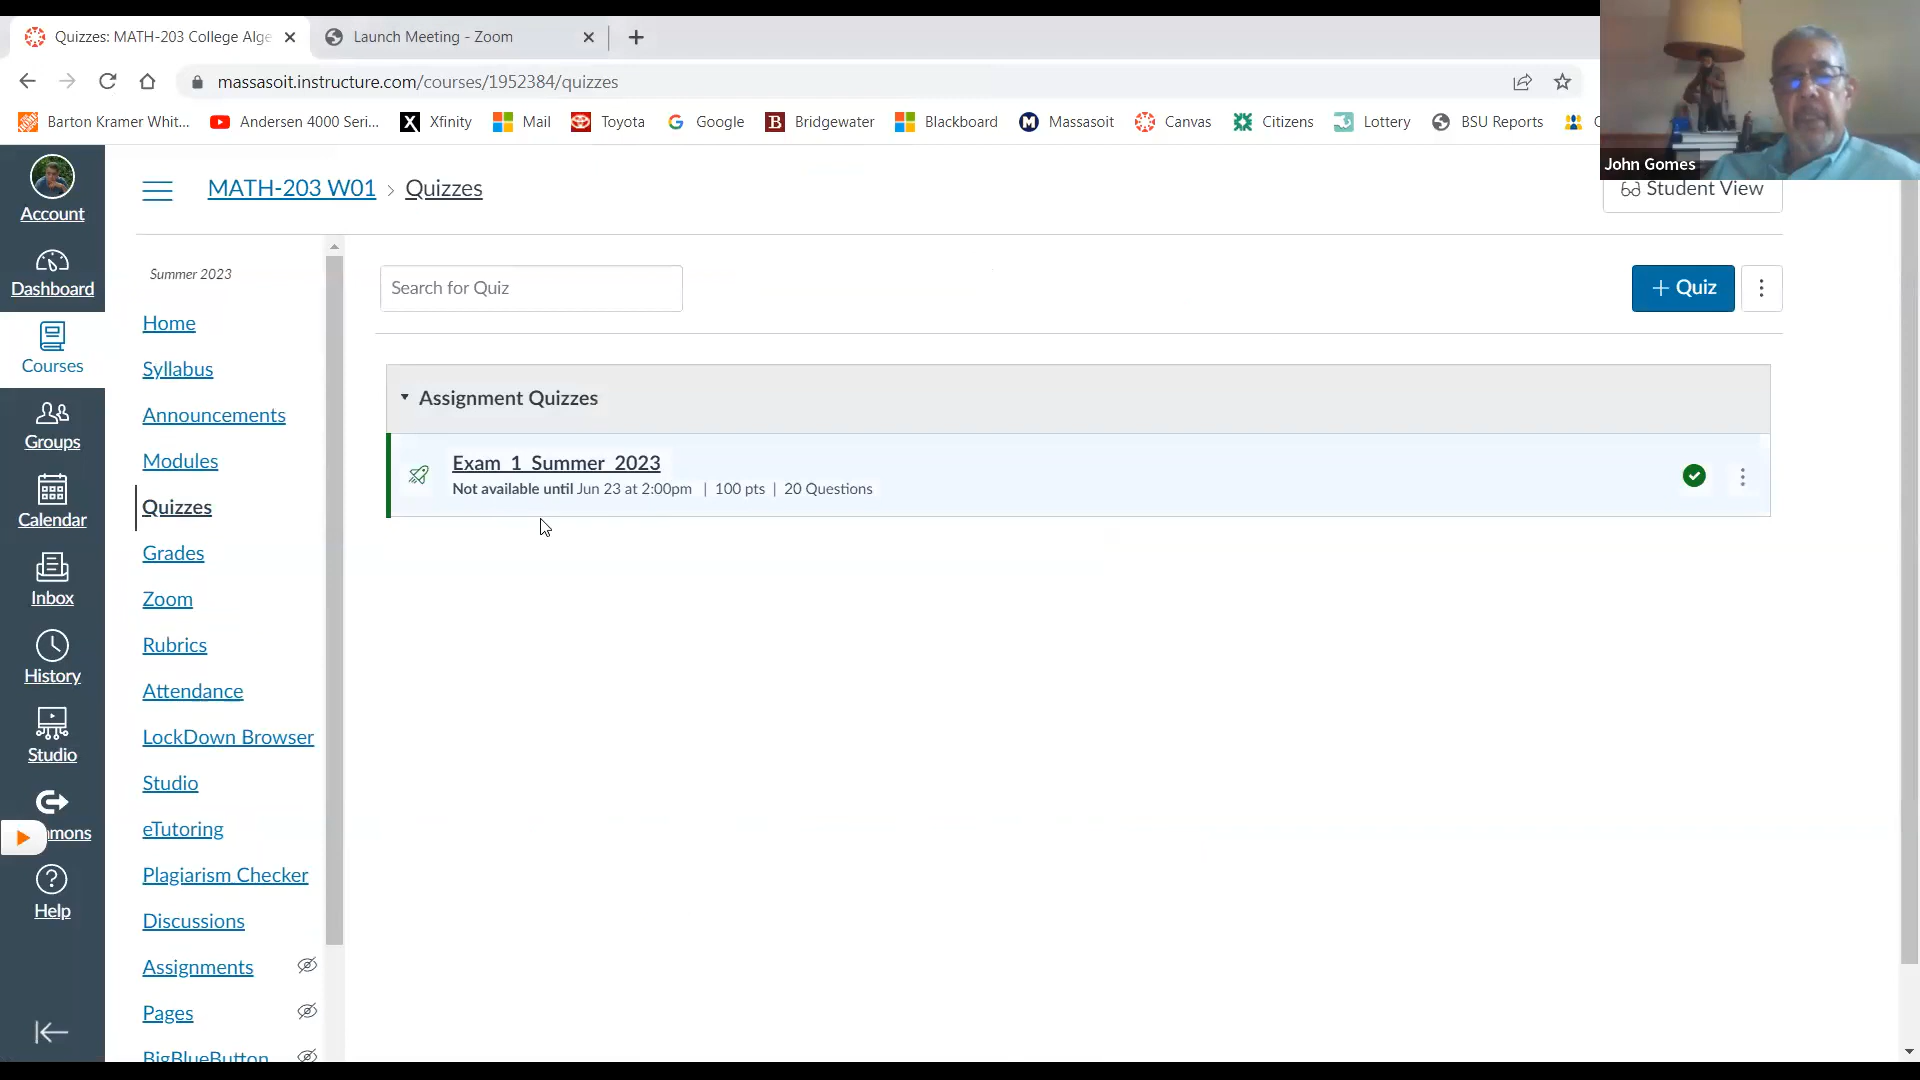 Quizzes: MATH-203 College Alge
Launch Meeting - Zoom
massasoit.instructure.com/courses/1952384/quizzes
Barton Kramer Whit...
Andersen 4000 Seri...
Xfinity
Mail
Toyota
Google
Bridgewater
Blackboard
Massasoit
Canvas
Citizens
Lottery
BSU Reports
John Gomes
Account
Dashboard
Courses
Groups
Calendar
Inbox
History
Studio
mmons
Help
MATH-203 W01 > Quizzes
Student View
Summer 2023
Home
Syllabus
Announcements
Modules
Quizzes
Grades
Zoom
Rubrics
Attendance
LockDown Browser
Studio
eTutoring
Plagiarism Checker
Discussions
Assignments
Pages
BigBlueButton
Search for Quiz
+ Quiz
Assignment Quizzes
Exam_1_Summer_2023
Not available until Jun 23 at 2:00pm | 100 pts | 20 Questions